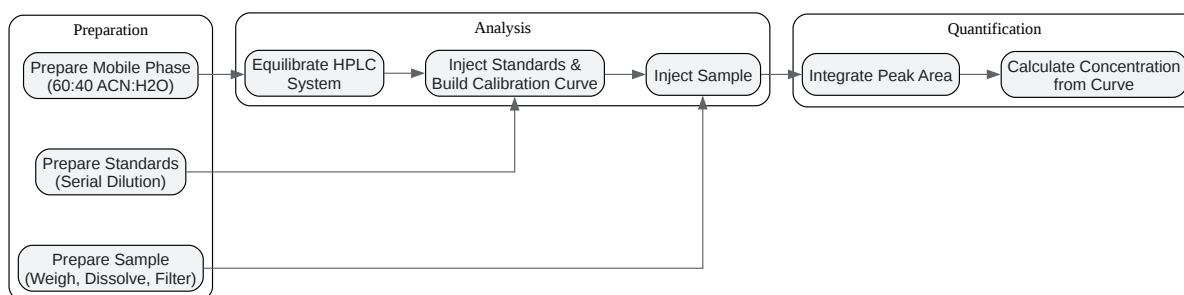 Preparation
Prepare Mobile Phase
(60:40 ACN:H2O)
Prepare Standards
(Serial Dilution)
Prepare Sample
(Weigh, Dissolve, Filter)
Analysis
Equilibrate HPLC
System
Inject Standards &
Build Calibration Curve
Inject Sample
Quantification
Integrate Peak Area
Calculate Concentration
from Curve